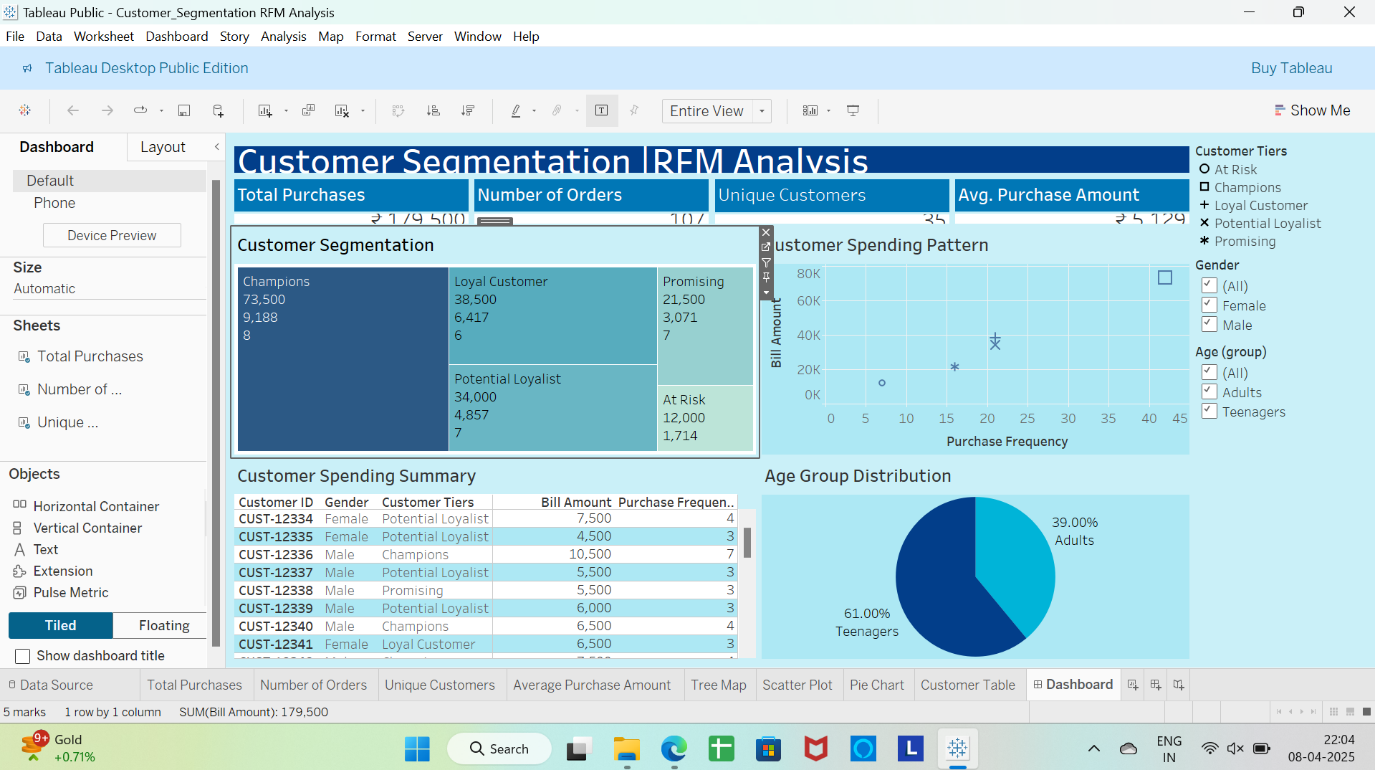 Tableau Public - Customer_Segmentation RFM Analysis
File Data Worksheet Dashboard Story Analysis Map Format Server Window Help
Tableau Desktop Public Edition Buy Tableau
Entire View Show Me
Dashboard Layout
Default
Phone
Device Preview
Size
Automatic
Sheets
Total Purchases
Number of ...
Unique ...
Objects
Horizontal Container
Vertical Container
Text
Extension
Pulse Metric
Tiled Floating
Show dashboard title
Customer Segmentation |RFM Analysis
Total Purchases Number of Orders Unique Customers Avg. Purchase Amount
₹ 179,500 107 35 ₹ 5,129
Customer Segmentation
Champions
73,500
9,188
8
Loyal Customer
38,500
6,417
6
Potential Loyalist
34,000
4,857
7
Promising
21,500
3,071
7
At Risk
12,000
1,714
ustomer Spending Pattern
80K
60K
40K
20K
0K
Bill Amount
0 5 10 15 20 25 30 35 40 45
Purchase Frequency
Customer Spending Summary
Customer ID Gender Customer Tiers Bill Amount Purchase Frequen..
CUST-12334 Female Potential Loyalist 7,500 4
CUST-12335 Female Potential Loyalist 4,500 3
CUST-12336 Male Champions 10,500 7
CUST-12337 Male Potential Loyalist 5,500 3
CUST-12338 Male Promising 5,500 3
CUST-12339 Male Potential Loyalist 6,000 3
CUST-12340 Male Champions 6,500 4
CUST-12341 Female Loyal Customer 6,500 3
Age Group Distribution
39.00%
Adults
61.00%
Teenagers
Customer Tiers
At Risk
Champions
Loyal Customer
Potential Loyalist
Promising
Gender
(All)
Female
Male
Age (group)
(All)
Adults
Teenagers
Data Source Total Purchases Number of Orders Unique Customers Average Purchase Amount Tree Map Scatter Plot Pie Chart Customer Table Dashboard
5 marks 1 row by 1 column SUM(Bill Amount): 179,500
9+ Gold
+0.71%
Search
L
ENG
IN
22:04
08-04-2025